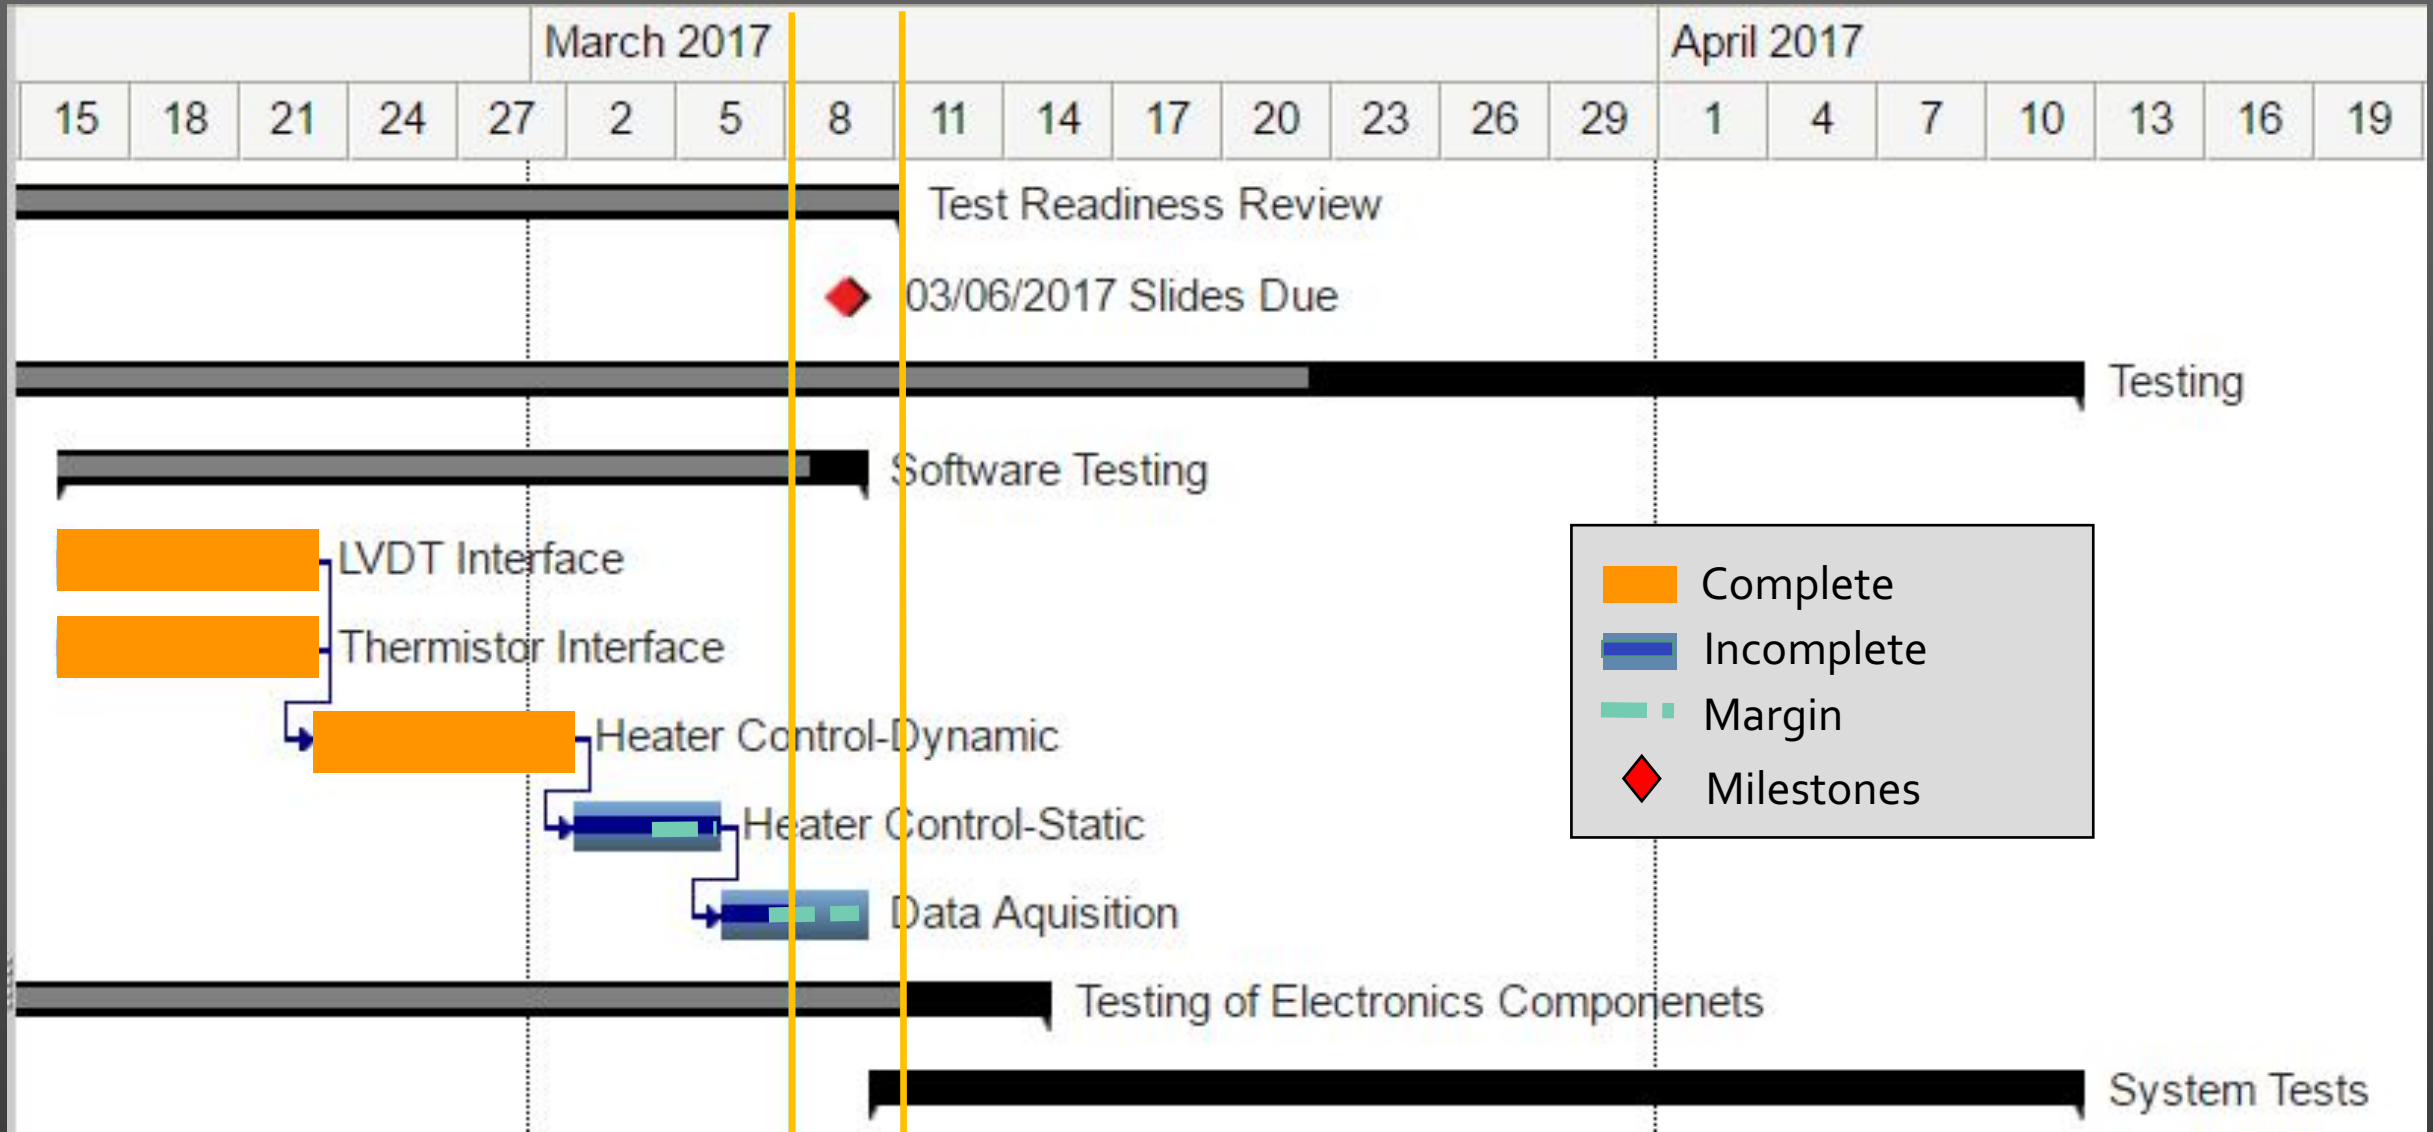 March 2017 April 2017
15 18 21 24 27 2 5 8 11 14 17 20 23 26 29 1 4 7 10 13 16 19
Test Readiness Review
03/06/2017 Slides Due
Testing
Software Testing
LVDT Interface
Thermistor Interface
Heater Control-Dynamic
Heater Control-Static
Data Aquisition
Testing of Electronics Componenets
System Tests
Complete
Incomplete
Margin
Milestones